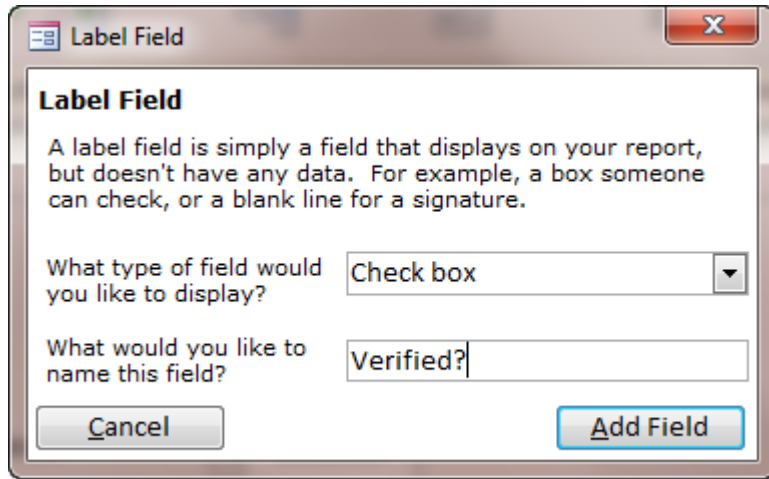 Label Field
x
Label Field
A label field is simply a field that displays on your report,
but doesn't have any data.  For example, a box someone
can check, or a blank line for a signature.
What type of field would
you like to display?
Check box
What would you like to
name this field?
Verified?
Cancel
Add Field